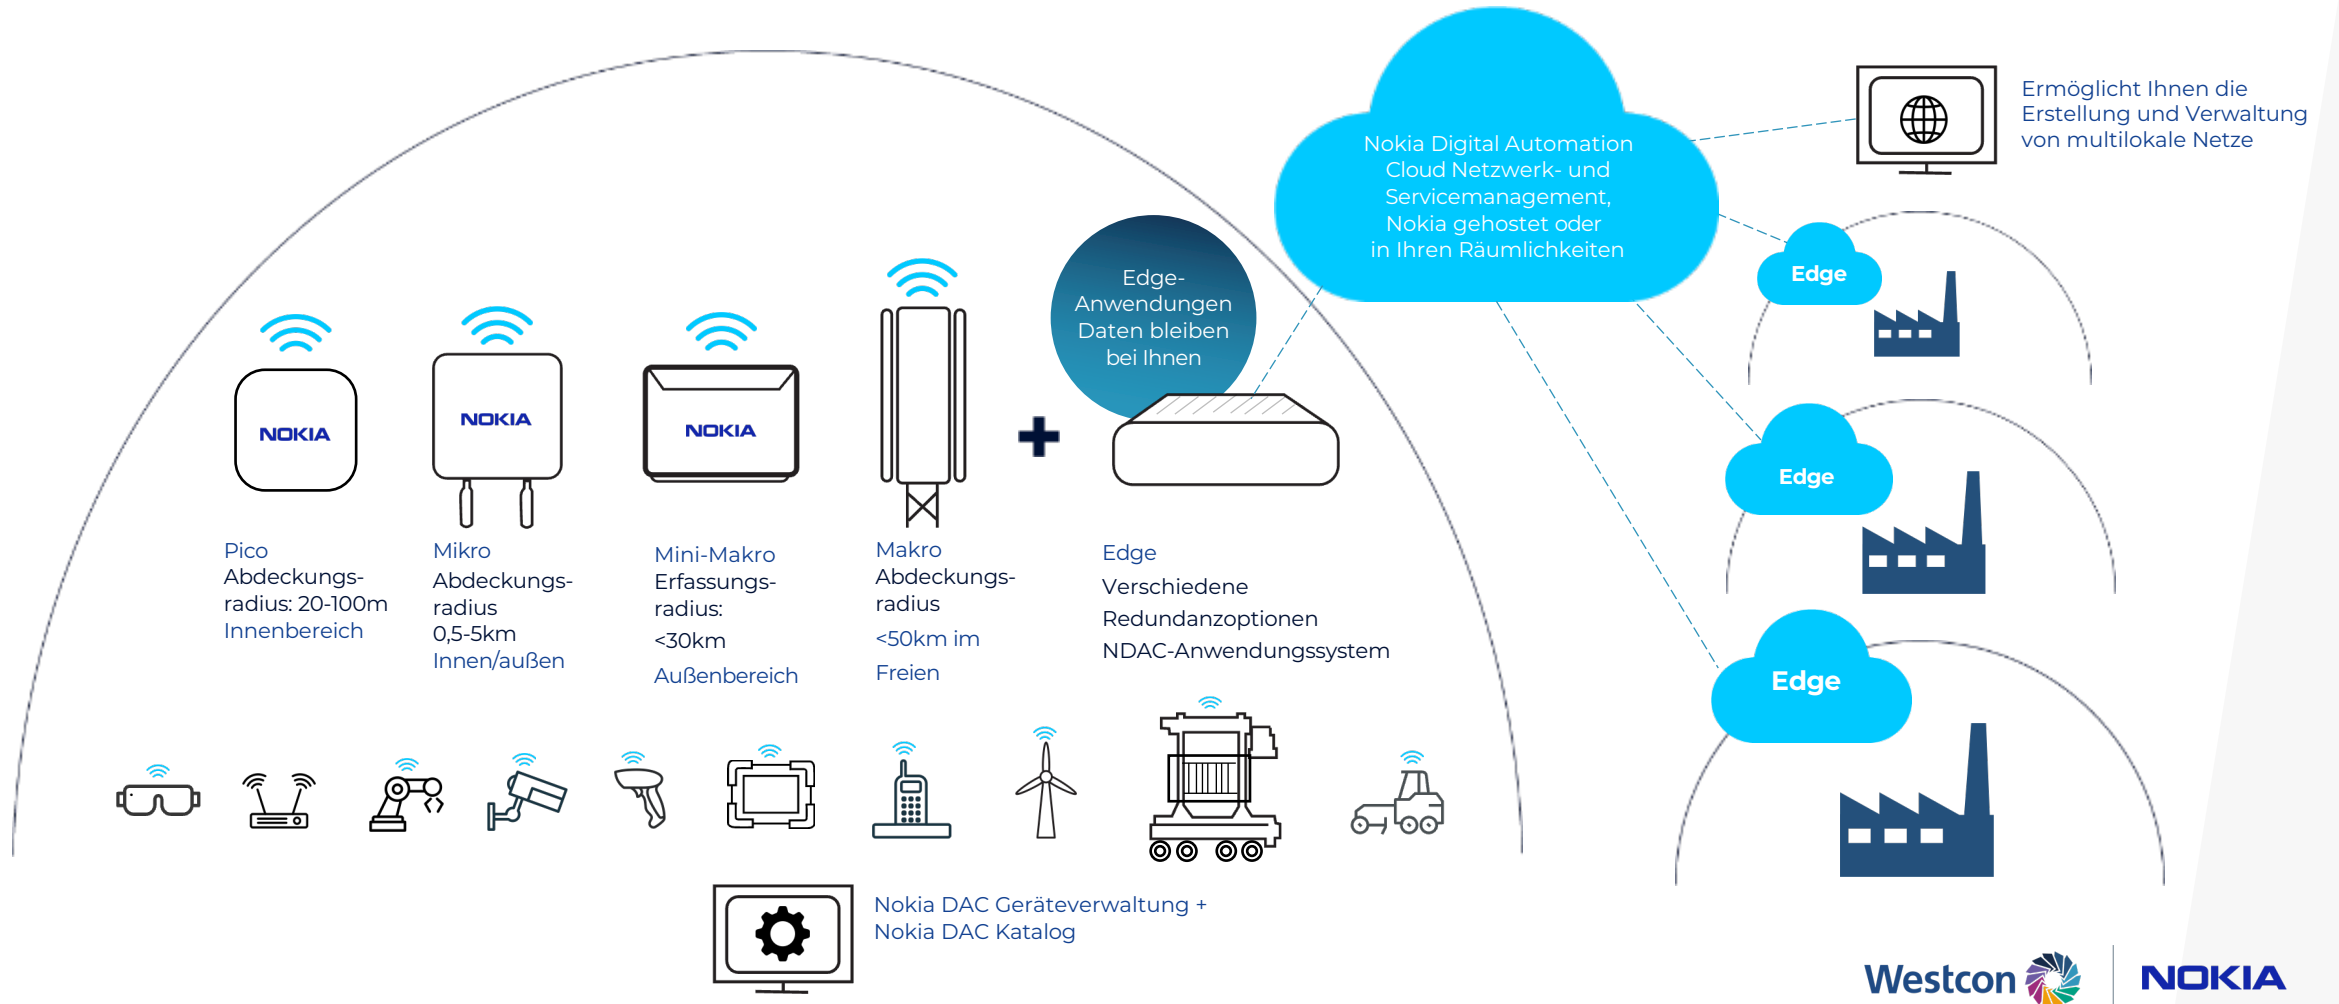 Nokia Digital Automation
Cloud Netzwerk- und
Servicemanagement,
Nokia gehostet oder
in Ihren Räumlichkeiten
Ermöglicht Ihnen die
Erstellung und Verwaltung
von multilokale Netze
Edge-
Anwendungen
Daten bleiben
bei Ihnen
Edge
Edge
Edge
NOKIA
NOKIA
NOKIA
Pico
Abdeckungs-
radius: 20-100m
Innenbereich
Mikro
Abdeckungs-
radius
0,5-5km
Innen/außen
Mini-Makro
Erfassungs-
radius:
<30km
Außenbereich
Makro
Abdeckungs-
radius
<50km im
Freien
Edge
Verschiedene
Redundanzoptionen
NDAC-Anwendungssystem
Nokia DAC Geräteverwaltung +
Nokia DAC Katalog
Westcon
NOKIA